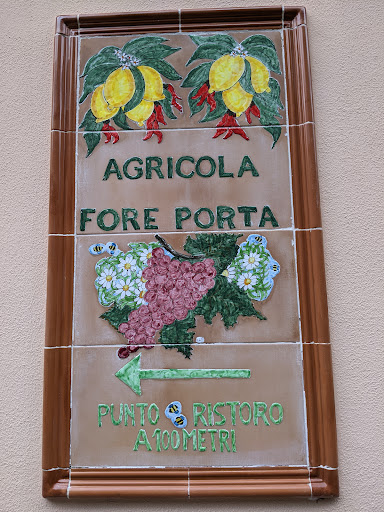 AGRICOLA
FORE PORTA
PUNTO RISTORO
A 100 METRI